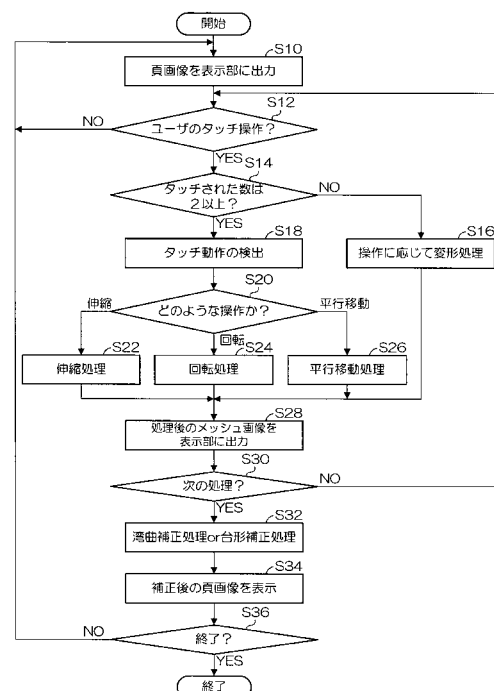 開始
S10
頁画像を表示部に出力
S12
NO
ユーザのタッチ操作？
YES
S14
タッチされた数は
２以上？
NO
YES
S18
S16
タッチ動作の検出
操作に応じて変形処理
S20
伸縮
どのような操作か？
平行移動
回転
S22
S24
S26
伸縮処理
回転処理
平行移動処理
S28
処理後のメッシュ画像を
表示部に出力
S30
次の処理？
NO
YES
S32
湾曲補正処理or台形補正処理
S34
補正後の頁画像を表示
S36
NO
終了？
YES
終了